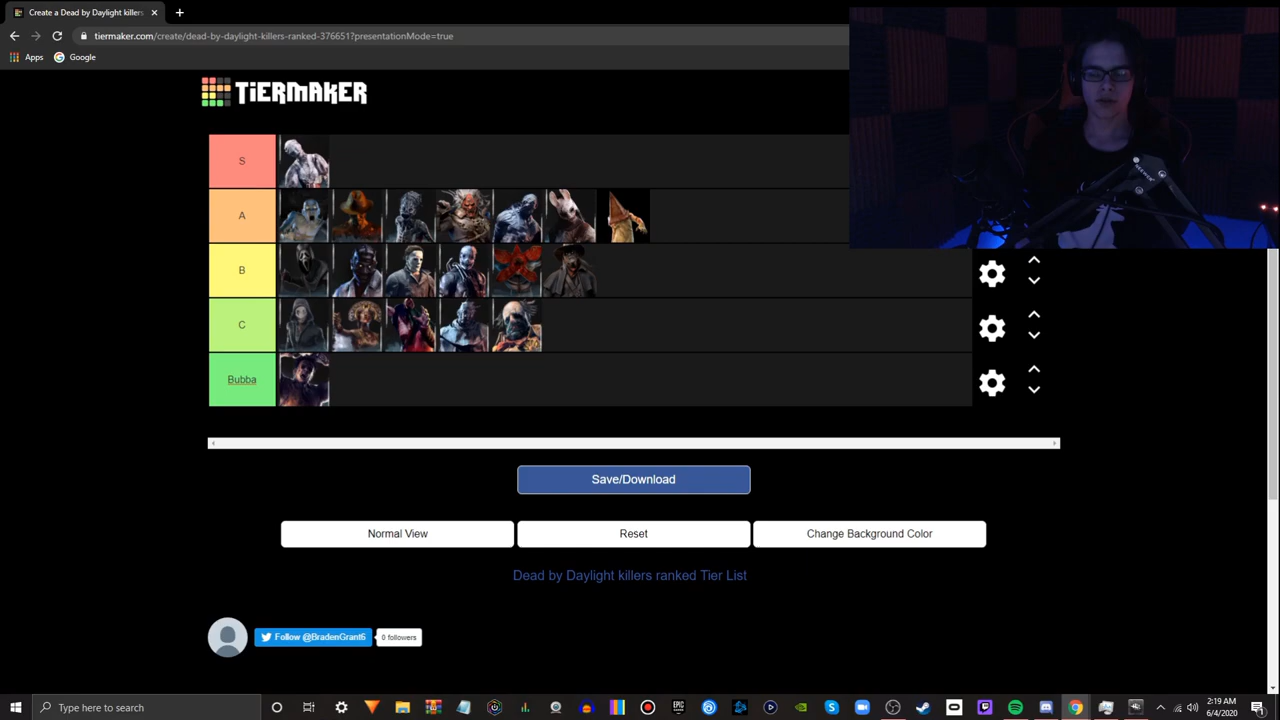 Create a Dead by Daylight killers
tiermaker.com/create/dead-by-daylight-killers-ranked-376651?presentationMode=true
Apps
Google
TIERMAKER
S
A
B
C
Bubba
Save/Download
Normal View
Reset
Change Background Color
Dead by Daylight killers ranked Tier List
Follow @BradenGrant6
0 followers
Type here to search
EPIC
2:19 AM
6/4/2020
1